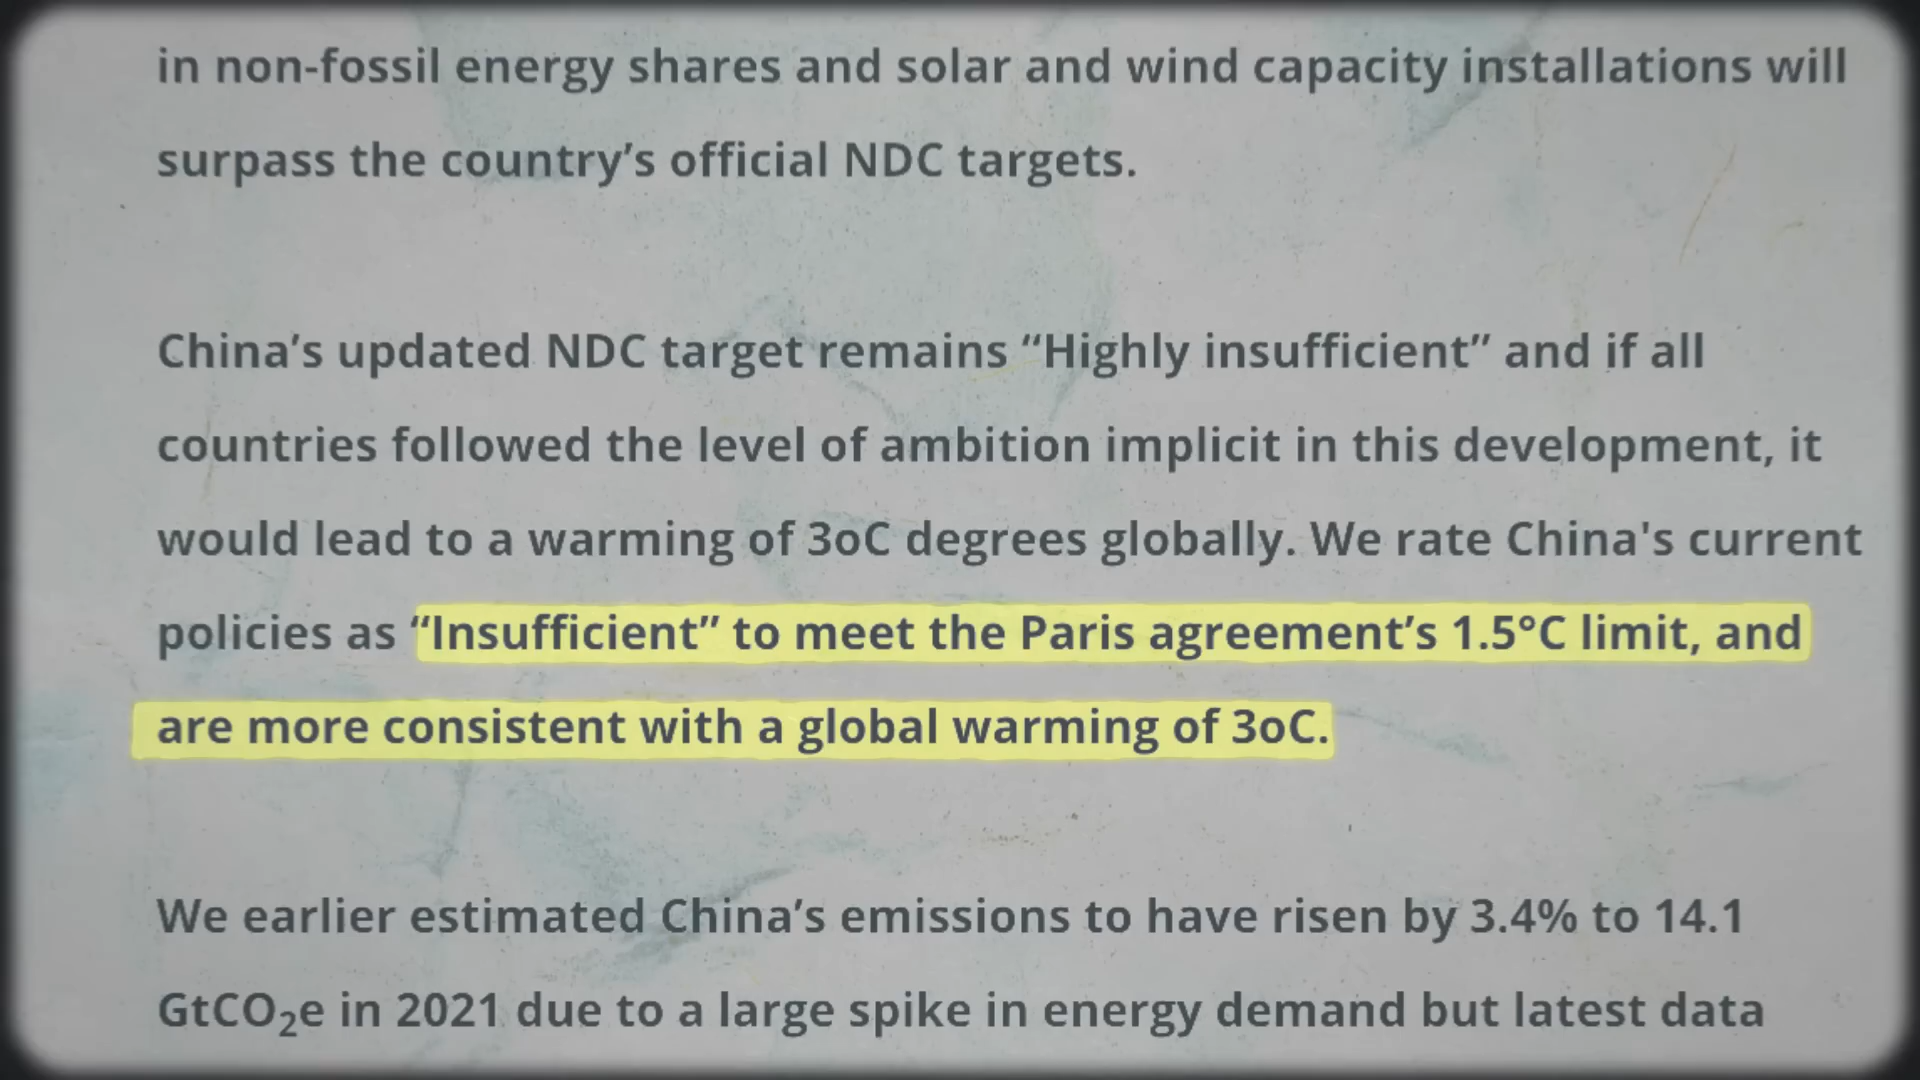 in non-fossil energy shares and solar and wind capacity installations will
surpass the country’s official NDC targets.
China’s updated NDC target remains “Highly insufficient” and if all
countries followed the level of ambition implicit in this development, it
would lead to a warming of 3oC degrees globally. We rate China's current
policies as “Insufficient” to meet the Paris agreement’s 1.5°C limit, and
are more consistent with a global warming of 3oC.
We earlier estimated China’s emissions to have risen by 3.4% to 14.1
GtCO₂e in 2021 due to a large spike in energy demand but latest data